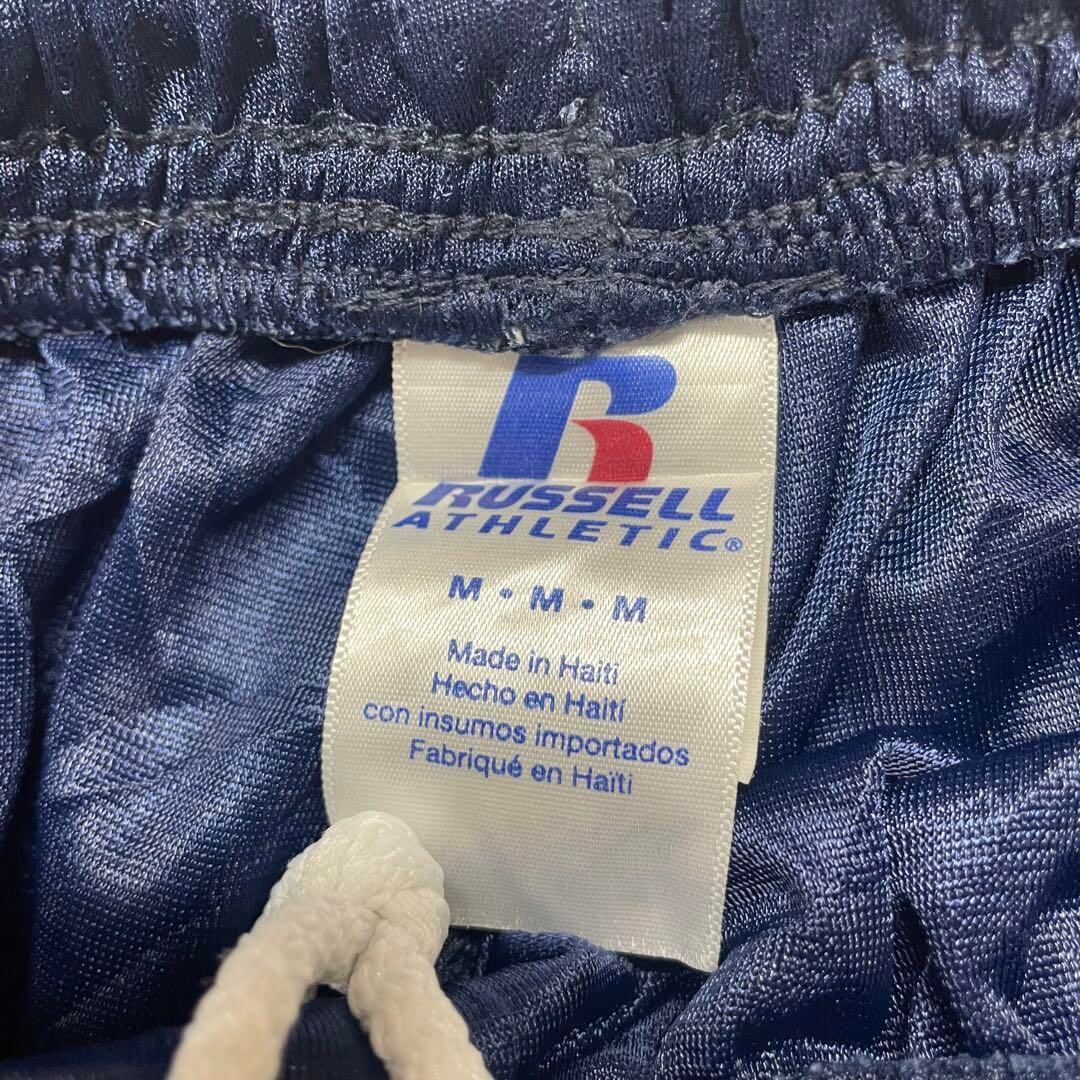 R
RUSSELL
ATHLETIC®
M • M • M
Made in Haiti
Hecho en Haití
con insumos importados
Fabriqué en Haïti